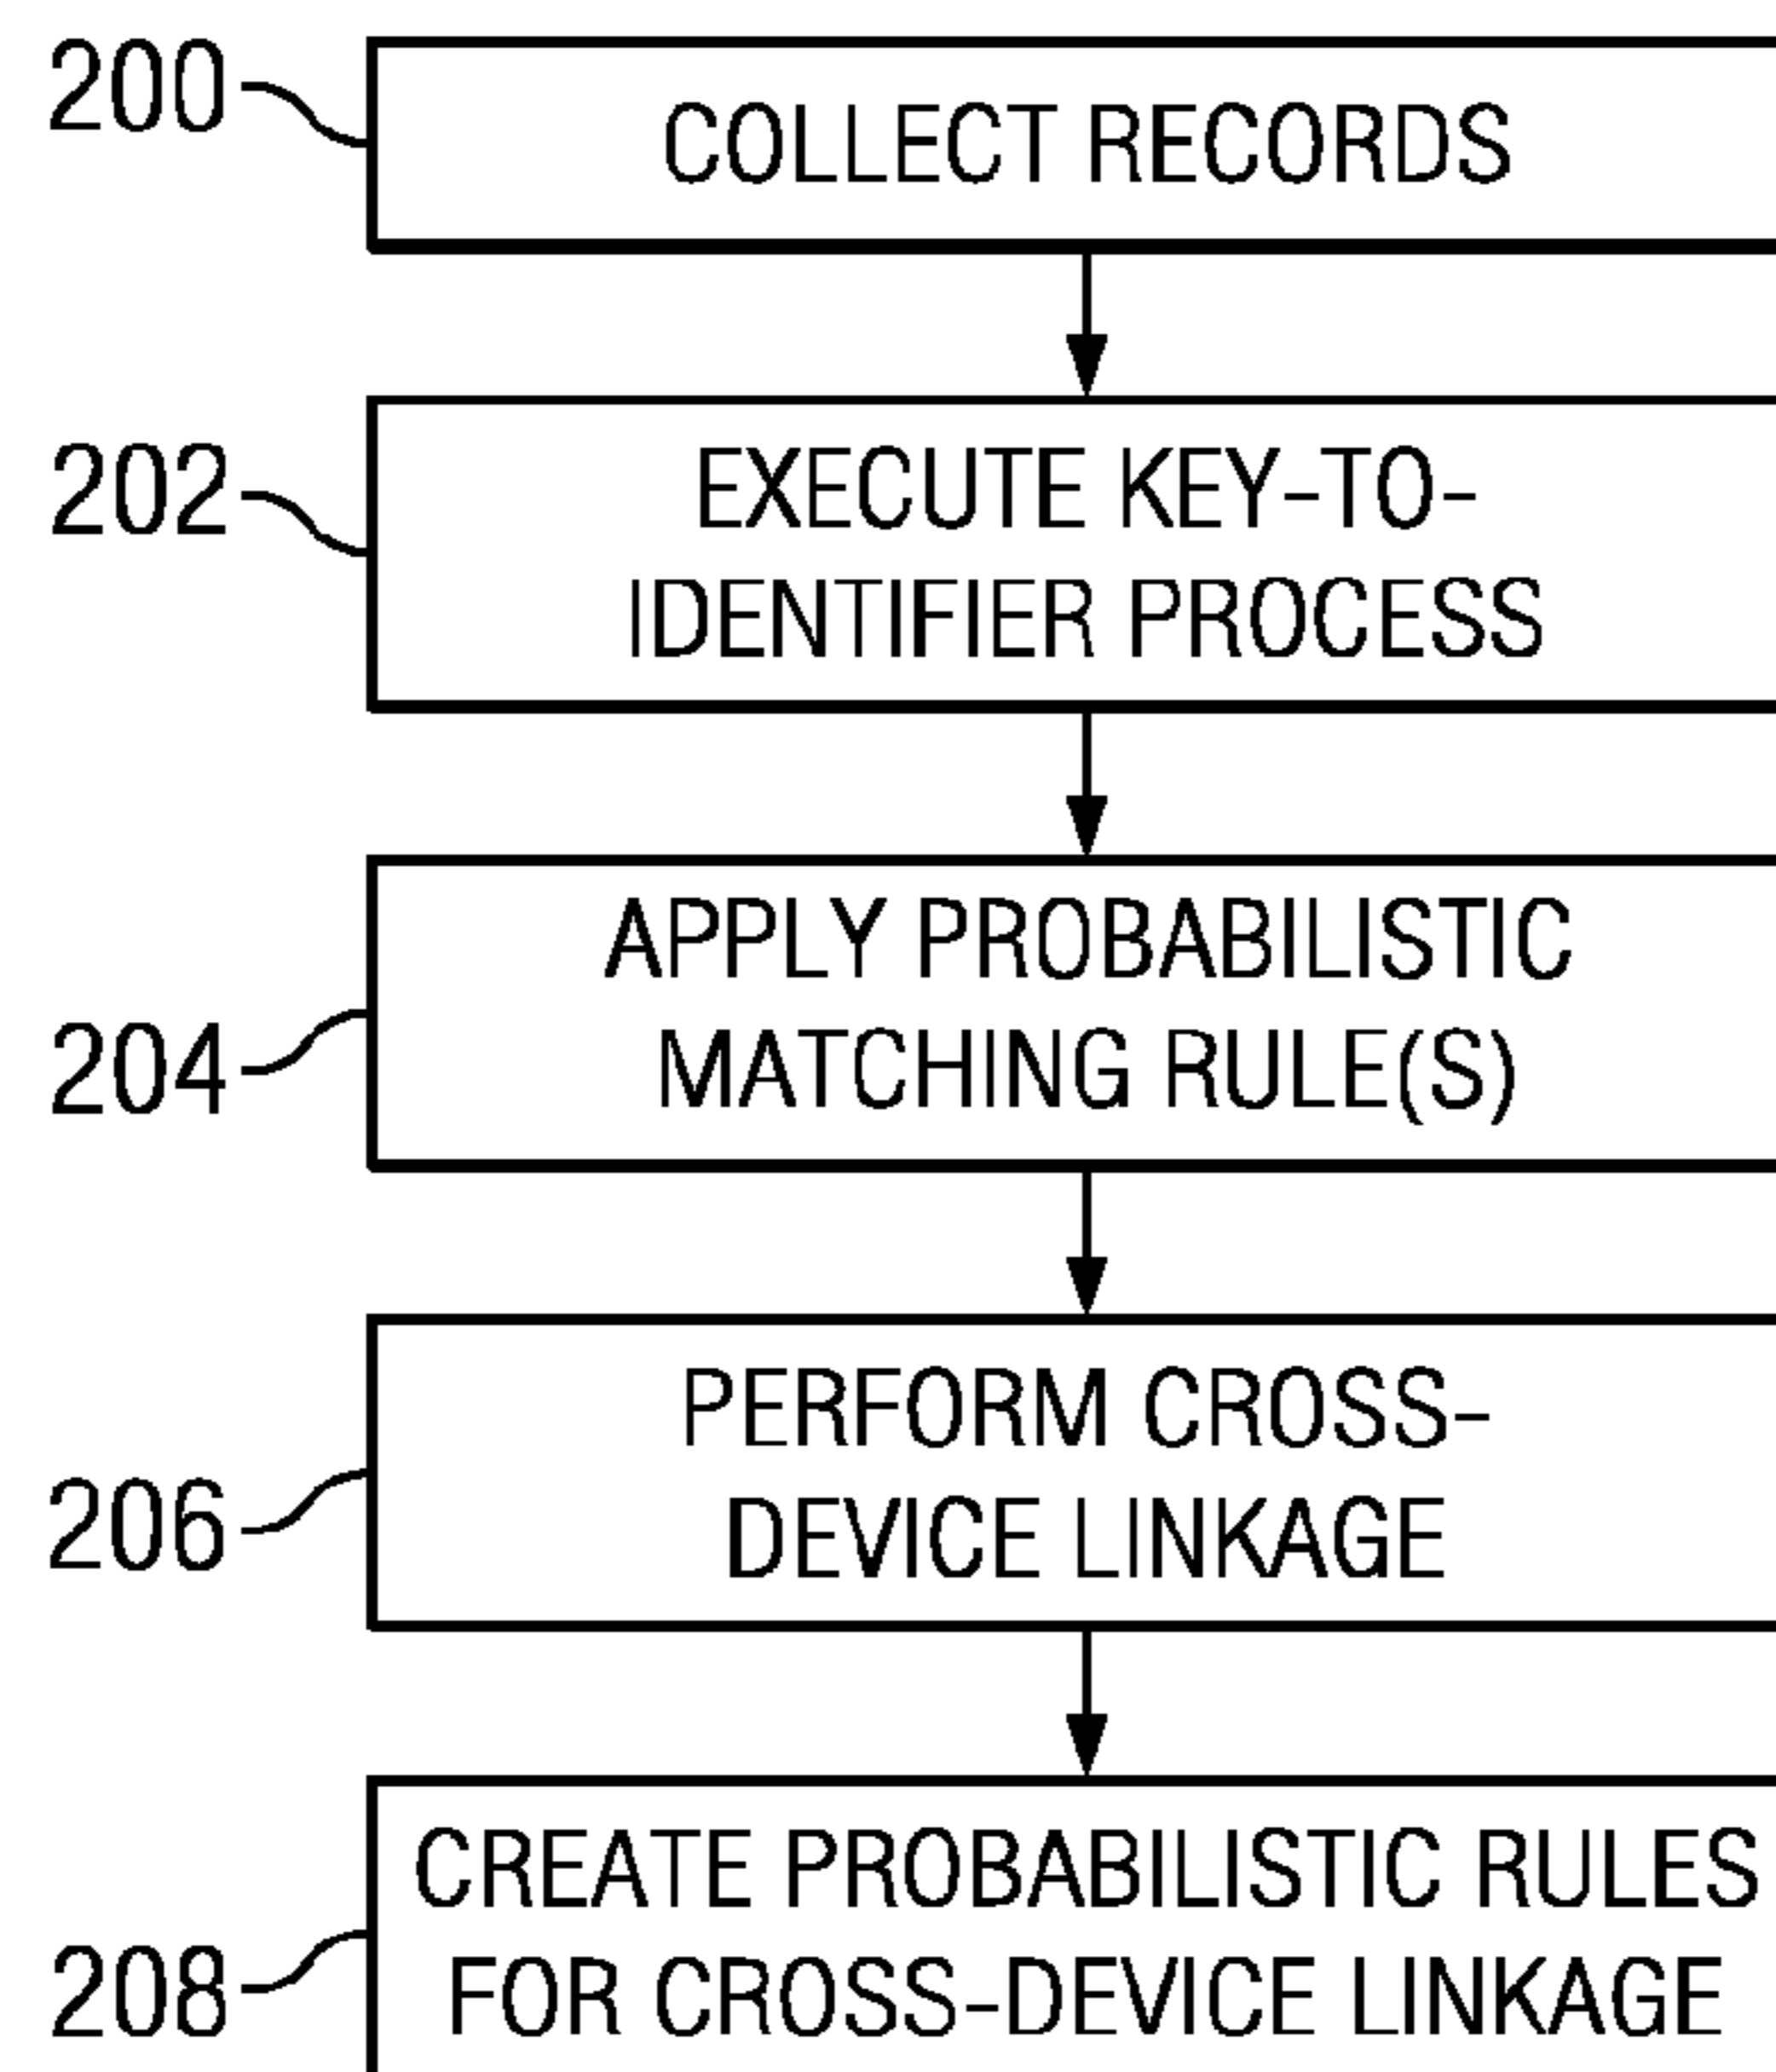 200
COLLECT RECORDS
202
EXECUTE KEY-TO-
IDENTIFIER PROCESS
204
APPLY PROBABILISTIC
MATCHING RULE(S)
206
PERFORM CROSS-
DEVICE LINKAGE
208
CREATE PROBABILISTIC RULES
FOR CROSS-DEVICE LINKAGE